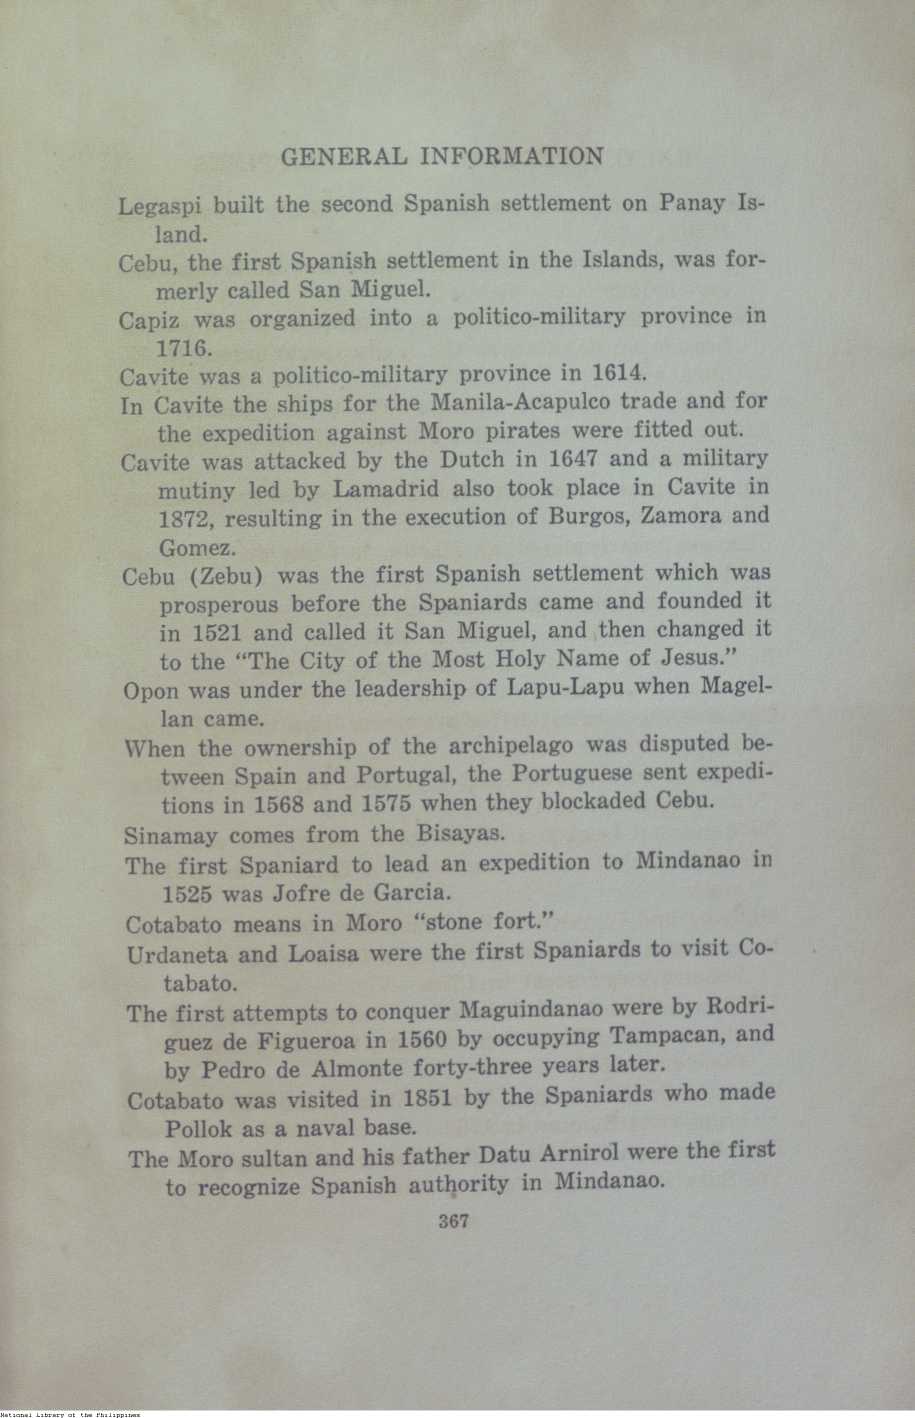 GENERAL INFORMATION
Legaspi built the second Spanish settlement on Panay Is-
land.
Cebu, the first Spanish settlement in the Islands, was for-
merly called San Miguel.
Capiz was organized into a politico-military province in
1716.
Cavite was a politico-military province in 1614.
In Cavite the ships for the Manila-Acapulco trade and for
the expedition against Moro pirates were fitted out.
Cavite was attacked by the Dutch in 1647 and a military
mutiny led by Lamadrid also took place in Cavite in
1872, resulting in the execution of Burgos, Zamora and
Gomez.
Cebu (Zebu) was the first Spanish settlement which was
prosperous before the Spaniards came and founded it
in 1521 and called it San Miguel, and then changed it
to the “The City of the Most Holy Name of Jesus.”
Opon was under the leadership of Lapu-Lapu when Magel-
lan came.
When the ownership of the archipelago was disputed be-
tween Spain and Portugal, the Portuguese sent expedi-
tions in 1568 and 1575 when they blockaded Cebu.
Sinamay comes from the Bisayas.
The first Spaniard to lead an expedition to Mindanao in
1525 was Jofre de Garcia.
Cotabato means in Moro “stone fort.”
Urdaneta and Loaisa were the first Spaniards to visit Co-
tabato.
The first attempts to conquer Maguindanao were by Rodri-
guez de Figueroa in 1560 by occupying Tampacan, and
by Pedro de Almonte forty-three years later.
Cotabato was visited in 1851 by the Spaniards who made
Pollok as a naval base.
The Moro sultan and his father Datu Arnirol were the first
to recognize Spanish authority in Mindanao.
367
National Library of the Philippines